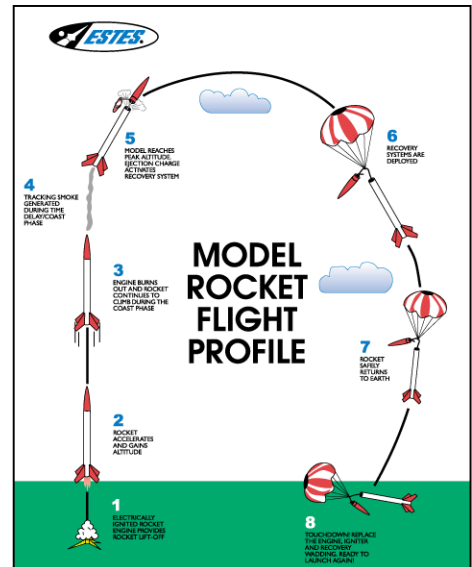 ESTES®
5
MODEL REACHES
PEAK ALTITUDE,
EJECTION CHARGE
ACTIVATES
RECOVERY SYSTEM
6
RECOVERY
SYSTEMS ARE
DEPLOYED
4
TRACKING SMOKE
GENERATED
DURING TIME
DELAY/COAST
PHASE
MODEL
ROCKET
FLIGHT
PROFILE
3
ENGINE BURNS
OUT AND ROCKET
CONTINUES TO
CLIMB DURING THE
COAST PHASE
7
ROCKET
SAFELY
RETURNS
TO EARTH
2
ROCKET
ACCELERATES
AND GAINS
ALTITUDE
1
ELECTRICALLY
IGNITED ROCKET
ENGINE PROVIDES
ROCKET LIFT-OFF
8
TOUCHDOWN! REPLACE
THE ENGINE, IGNITER
AND RECOVERY
WADDING. READY TO
LAUNCH AGAIN!